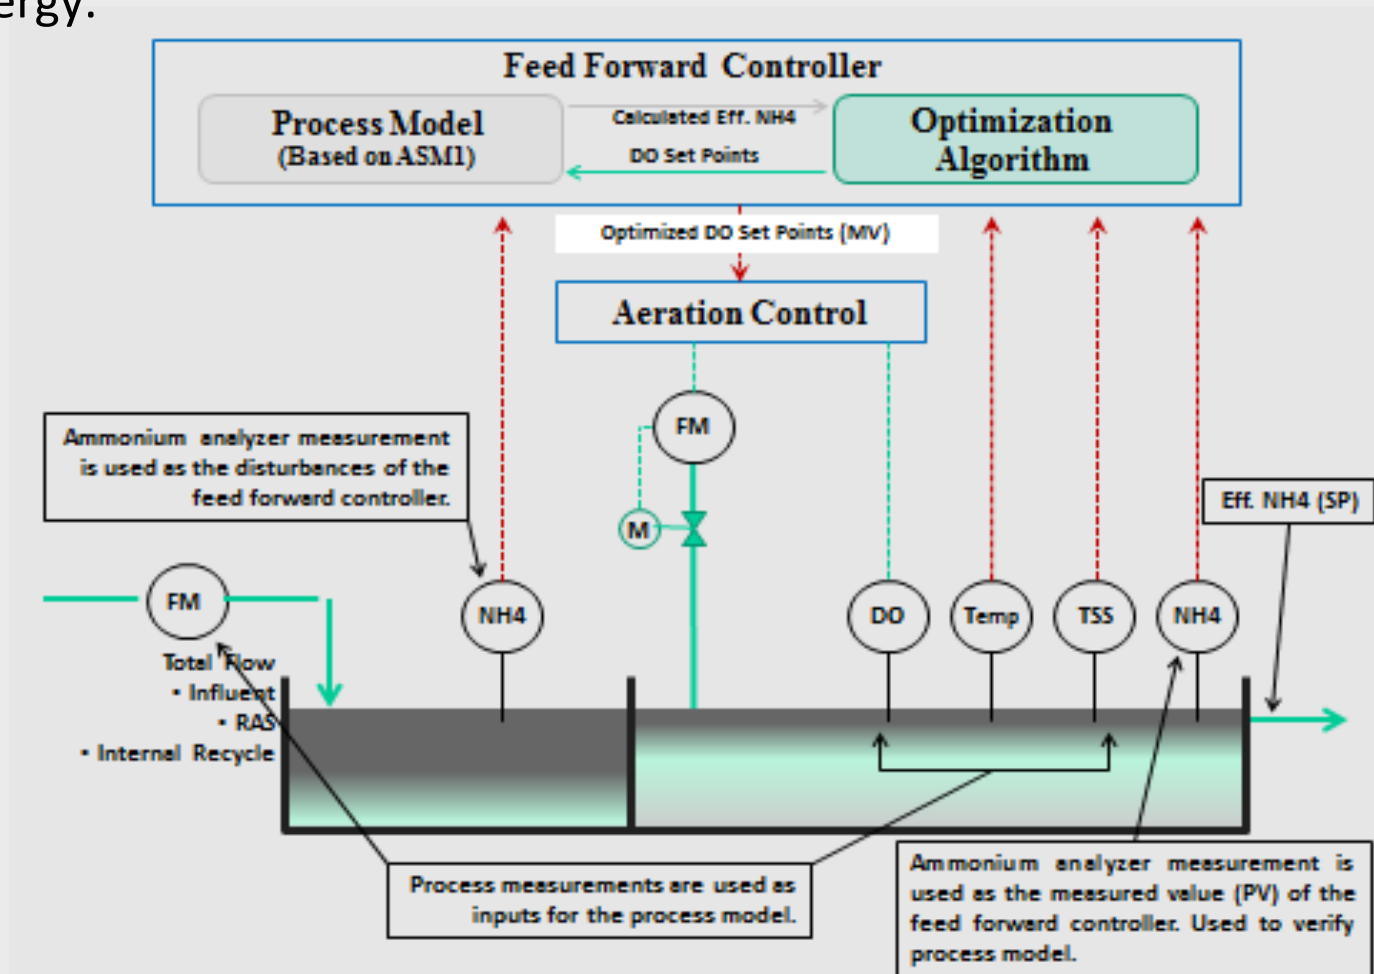 ergy.
Feed Forward Controller
Process Model
(Based on ASM1)
Calculated Eff. NH4
DO Set Points
Optimization
Algorithm
Optimized DO Set Points (MV)
Aeration Control
FM
M
Ammonium analyzer measurement
is used as the disturbances of the
feed forward controller.
Eff. NH4 (SP)
FM
NH4
DO
Temp
TSS
NH4
Total Flow
• Influent
• RAS
• Internal Recycle
Process measurements are used as
inputs for the process model.
Ammonium analyzer measurement is
used as the measured value (PV) of the
feed forward controller. Used to verify
process model.